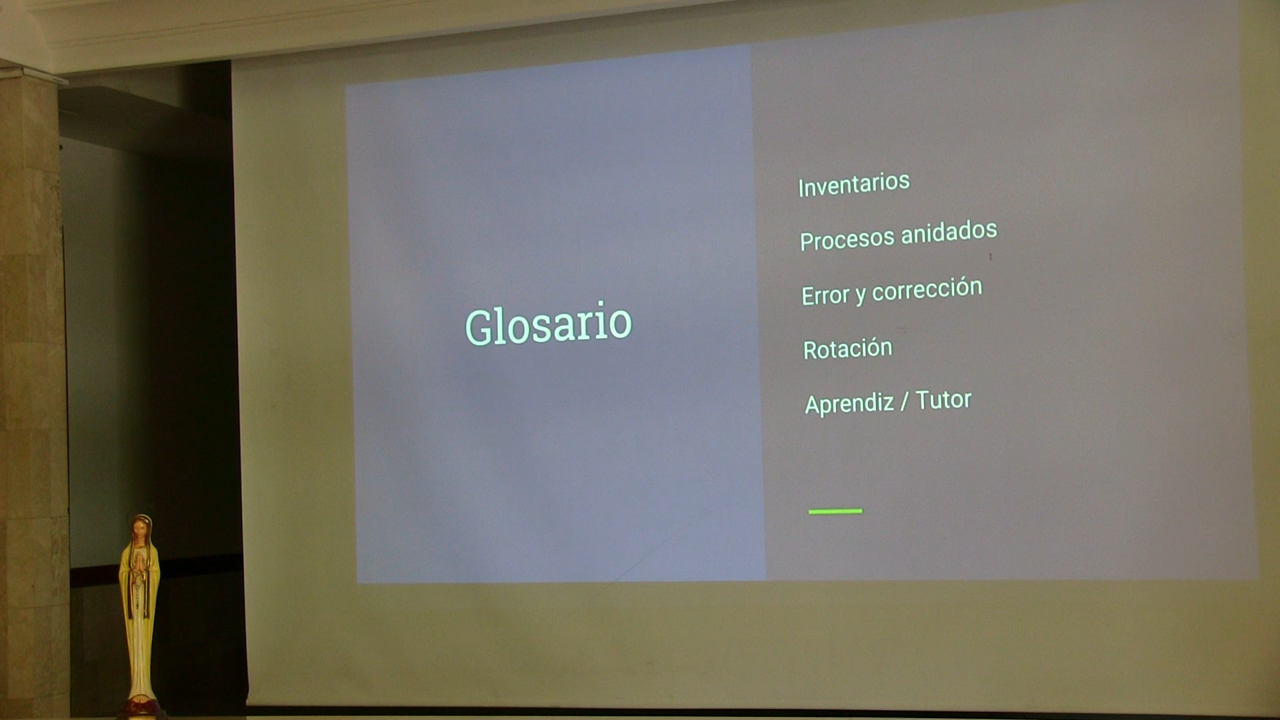 Glosario
Inventarios
Procesos anidados
Error y corrección
Rotación
Aprendiz / Tutor